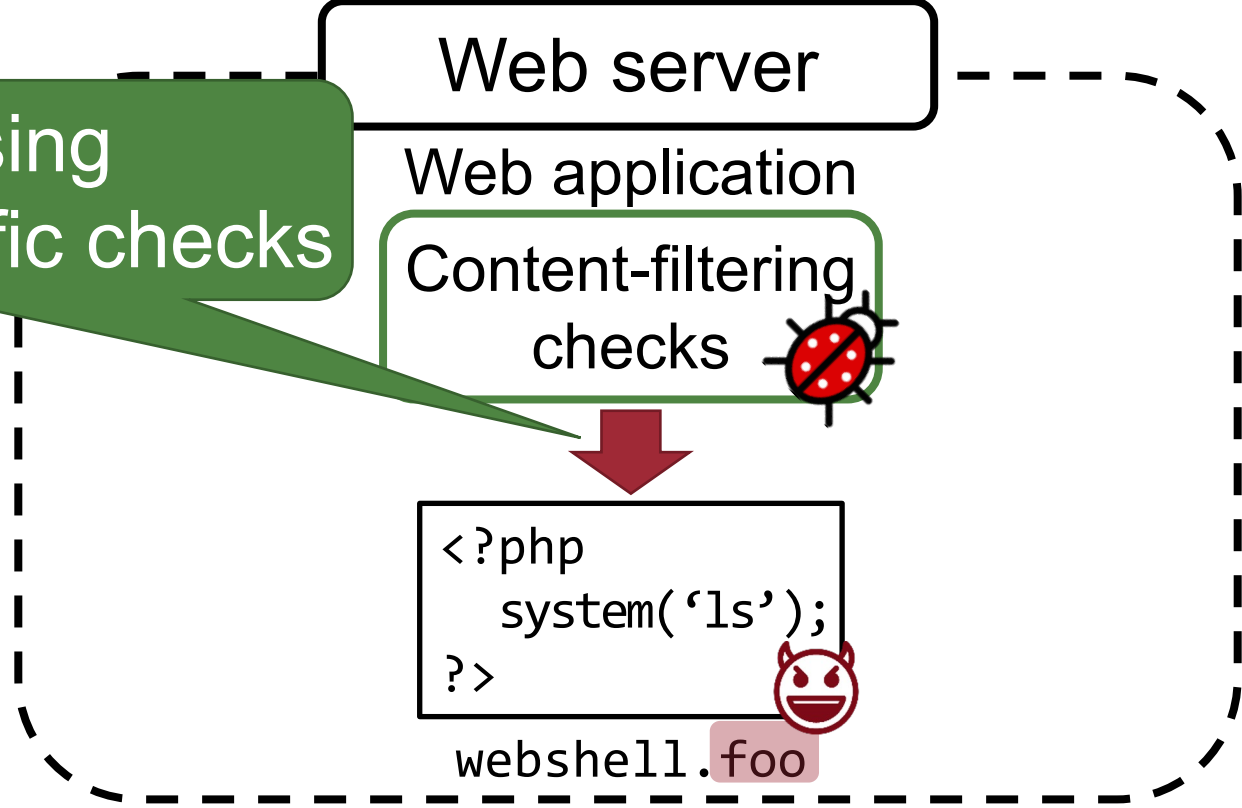 Web server
sing
fic checks
Web application
Content-filtering
checks
<?php
system(‘ls’);
?>
webshell.foo